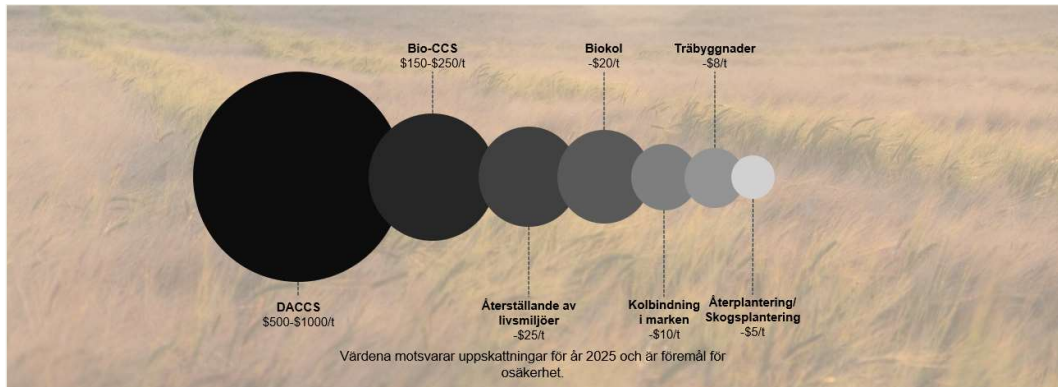 Bio-CCS
$150-$250/t
Biokol
-$20/t
Träbyggnader
-$8/t
DACCS
$500-$1000/t
Återställande av
livsmiljöer
-$25/t
Kolbindning
i marken
-$10/t
Återplantering/
Skogsplantering
-$5/t
Värdena motsvarar uppskattningar för år 2025 och är föremål för
osäkerhet.